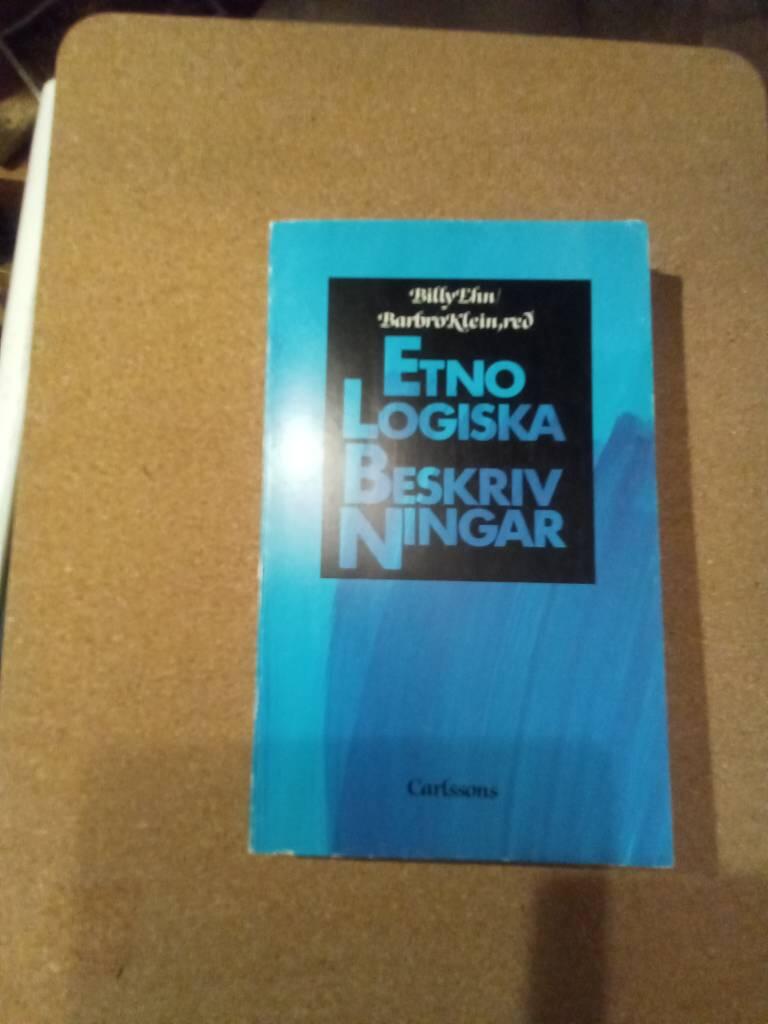 Billy Ehn/
Barbro Klein, red
ETNO
LOGISKA
BESKRIV
NINGAR
Carlssons